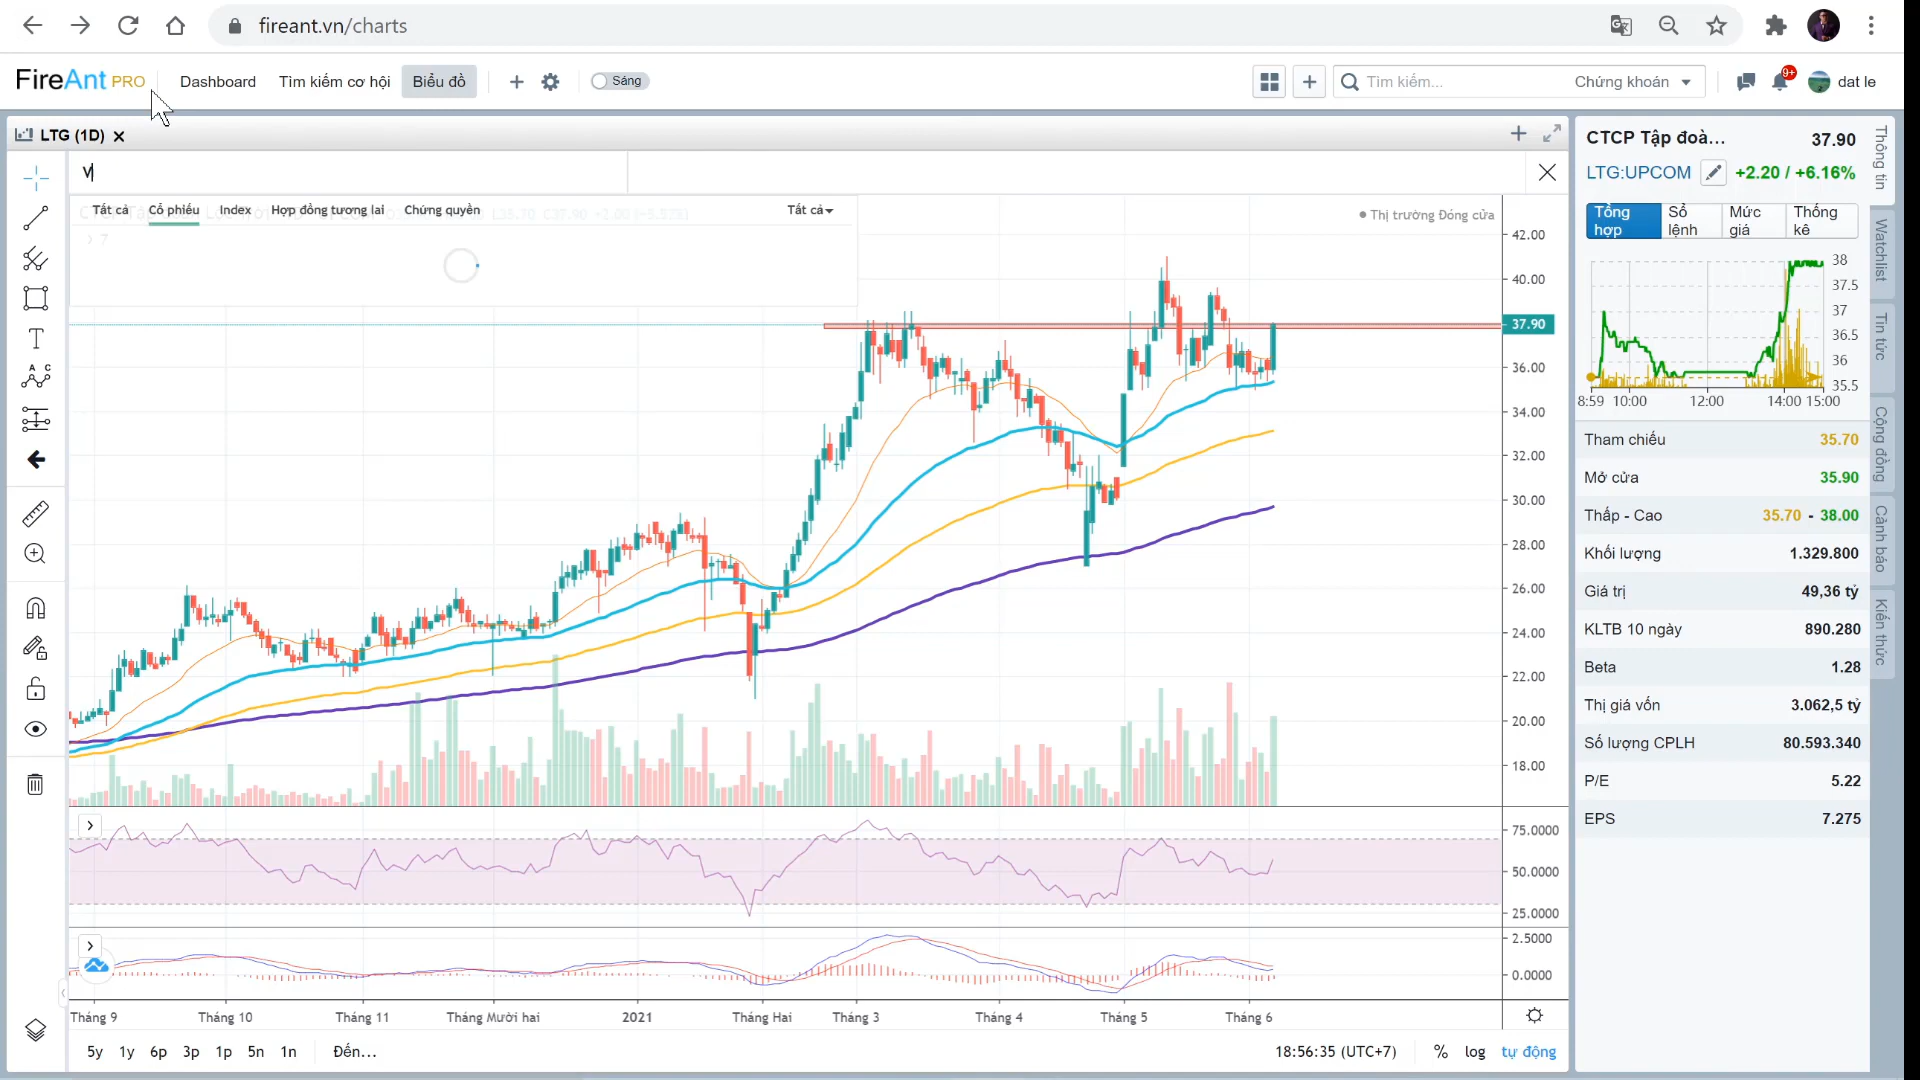 fireant.vn/charts
FireAnt PRO
Dashboard
Tìm kiếm cơ hội
Biểu đồ
Sáng
Tìm kiếm...
Chứng khoán
9+
dat le
LTG (1D)
V
Tất cả
Cổ phiếu
Index
Hợp đồng tương lai
Chứng quyền
Tất cả
7
Thị trường Đóng cửa
42.00
40.00
37.90
36.00
34.00
32.00
30.00
28.00
26.00
24.00
22.00
20.00
18.00
75.0000
50.0000
25.0000
2.5000
0.0000
Tháng 9
Tháng 10
Tháng 11
Tháng Mười hai
2021
Tháng Hai
Tháng 3
Tháng 4
Tháng 5
Tháng 6
5y 1y 6p 3p 1p 5n 1n
Đến...
18:56:35 (UTC+7)
% log tự động
CTCP Tập đoà...
37.90
LTG:UPCOM
+2.20 / +6.16%
Tổng hợp
Sổ lệnh
Mức giá
Thống kê
38
37.5
37
36.5
36
35.5
8:59 10:00 12:00 14:00 15:00
Tham chiếu 35.70
Mở cửa 35.90
Thấp - Cao 35.70 - 38.00
Khối lượng 1.329.800
Giá trị 49,36 tỷ
KLTB 10 ngày 890.280
Beta 1.28
Thị giá vốn 3.062,5 tỷ
Số lượng CPLH 80.593.340
P/E 5.22
EPS 7.275
Thông tin
Watchlist
Tin tức
Cộng đồng
Cảnh báo
Kiến thức